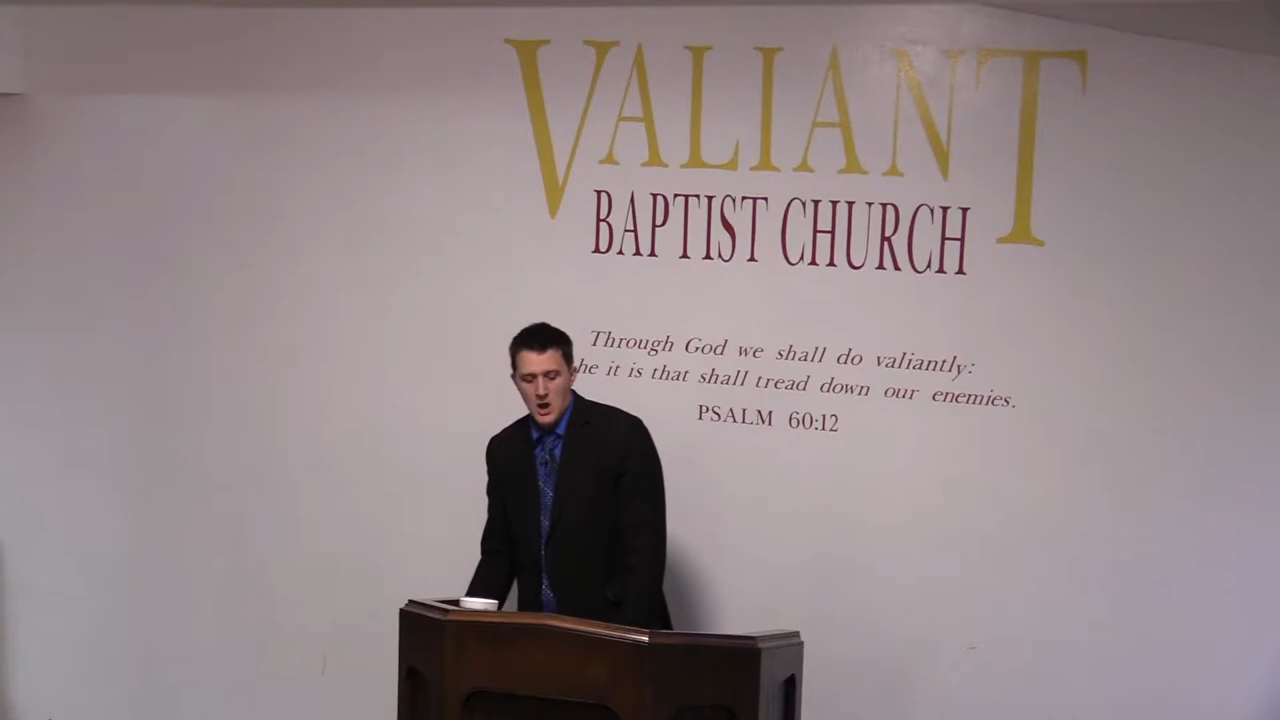 VALIANT
BAPTIST CHURCH
Through God we shall do valiantly:
he it is that shall tread down our enemies.
PSALM 60:12